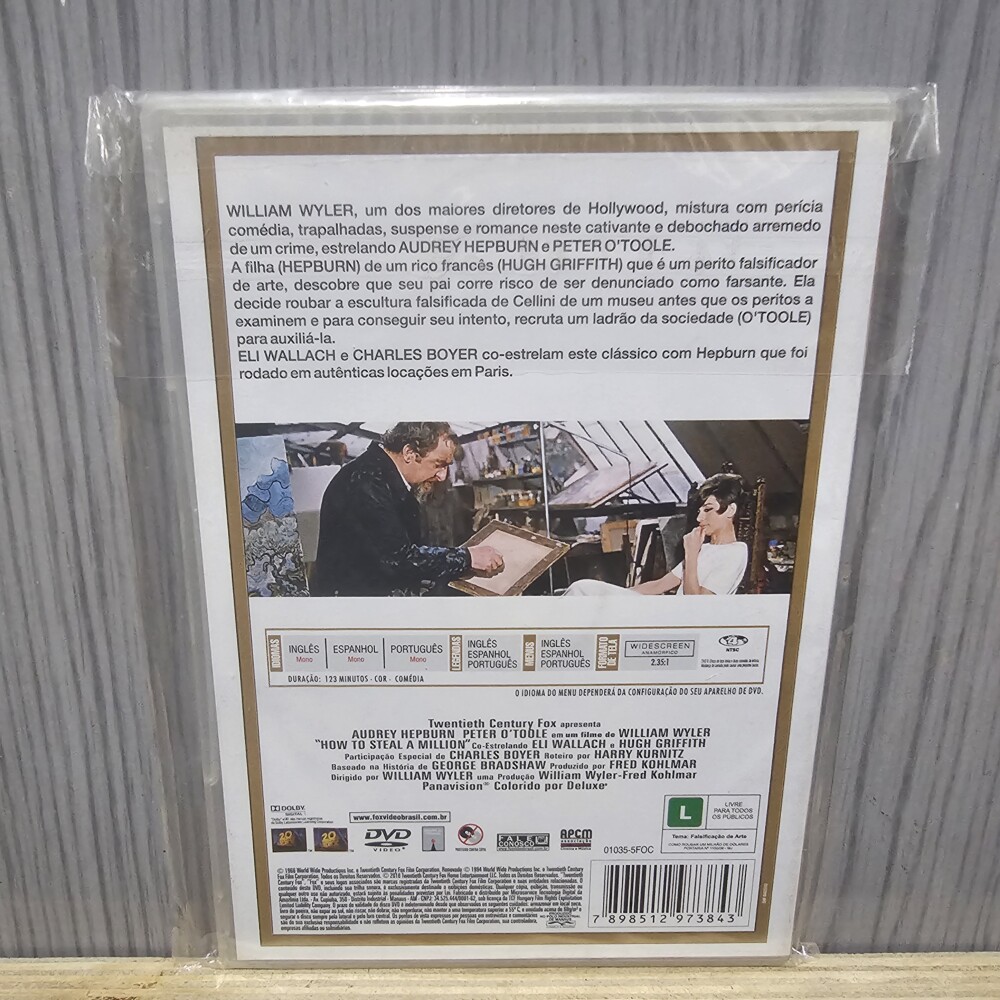 WILLIAM WYLER, um dos maiores diretores de Hollywood, mistura com perícia
comédia, trapalhadas, suspense e romance neste cativante e debochado arremedo
de um crime, estrelando AUDREY HEPBURN e PETER O'TOOLE.
A filha (HEPBURN) de um rico francês (HUGH GRIFFITH) que é um perito falsificador
de arte, descobre que seu pai corre risco de ser denunciado como farsante. Ela
decide roubar a escultura falsificada de Cellini de um museu antes que os peritos a
examinem e para conseguir seu intento, recruta um ladrão da sociedade (O'TOOLE)
para auxiliá-la.
ELI WALLACH e CHARLES BOYER co-estrelam este clássico com Hepburn que foi
rodado em autênticas locações em Paris.
IDIOMAS
INGLÊS Mono
ESPANHOL Mono
PORTUGUÊS Mono
LEGENDAS
INGLÊS
ESPANHOL
PORTUGUÊS
MENUS
INGLÊS
ESPANHOL
PORTUGUÊS
FORMATO DE TELA
WIDESCREEN
ANAMÓRFICO
2.35:1
4
NTSC
DURAÇÃO: 123 MINUTOS · COR · COMÉDIA
O IDIOMA DO MENU DEPENDERÁ DA CONFIGURAÇÃO DO SEU APARELHO DE DVD.
Twentieth Century Fox apresenta
AUDREY HEPBURN PETER O'TOOLE em um filme de WILLIAM WYLER
"HOW TO STEAL A MILLION" Co-Estrelando ELI WALLACH e HUGH GRIFFITH
Participação Especial de CHARLES BOYER Roteiro por HARRY KURNITZ
Baseado na História de GEORGE BRADSHAW Produzido por FRED KOHLMAR
Dirigido por WILLIAM WYLER uma Produção William Wyler-Fred Kohlmar
Panavision® Colorido por Deluxe®
DOLBY
DIGITAL
www.foxvideobrasil.com.br
DVD
VIDEO
FALE CONOSCO
APCM
01035-5FOC
L
LIVRE
PARA TODOS
OS PÚBLICOS
Tema: Falsificação de Arte
7 898512 973843